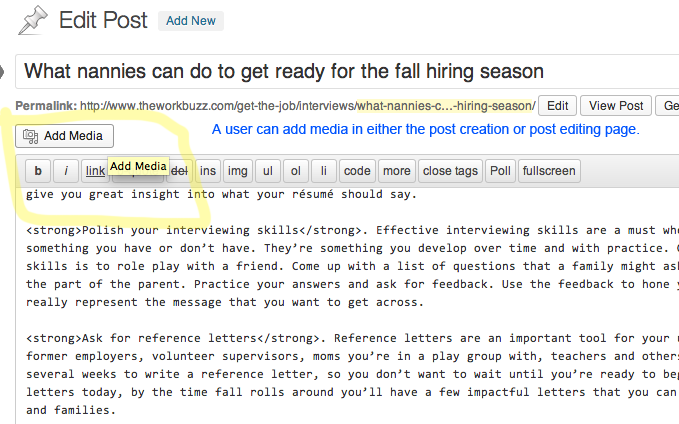 Edit Post Add New
What nannies can do to get ready for the fall hiring season
Permalink: http://www.theworkbuzz.com/get-the-job/interviews/what-nannies-c…-hiring-season/ Edit View Post Ge
Add Media
A user can add media in either the post creation or post editing page.
b i link Add Media del ins img ul ol li code more close tags Poll fullscreen
give you great insight into what your résumé should say.
<strong>Polish your interviewing skills</strong>. Effective interviewing skills are a must whe
something you have or don’t have. They’re something you develop over time and with practice.
skills is to role play with a friend. Come up with a list of questions that a family might ask
the part of the parent. Practice your answers and ask for feedback. Use the feedback to hone y
really represent the message that you want to get across.
<strong>Ask for reference letters</strong>. Reference letters are an important tool for your
former employers, volunteer supervisors, moms you’re in a play group with, teachers and others
several weeks to write a reference letter, so you don’t want to wait until you’re ready to beg
letters today, by the time fall rolls around you’ll have a few impactful letters that you can
and families.